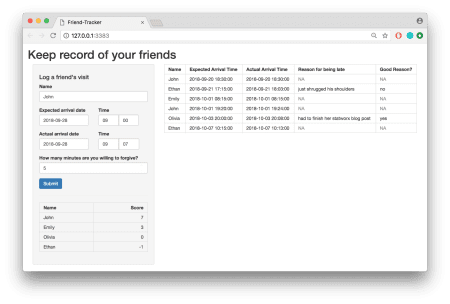 Friend-Tracker
127.0.0.1:3383
Keep record of your friends
Log a friend's visit
Name
John
Expected arrival date Time
2018-09-28 09 00
Actual arrival date Time
2018-09-28 09 07
How many minutes are you willing to forgive?
5
Submit
Name Score
John 7
Emily 3
Olivia 0
Ethan -1
Name Expected Arrival Time Actual Arrival Time Reason for being late Good Reason?
John 2018-09-20 18:30:00 2018-09-20 18:36:00 NA NA
Ethan 2018-09-21 17:15:00 2018-09-21 18:03:00 just shrugged his shoulders no
Emily 2018-10-01 08:15:00 2018-10-01 08:15:00 NA NA
John 2018-10-01 19:20:00 2018-10-01 19:24:00 NA NA
Olivia 2018-10-03 20:00:00 2018-10-03 20:08:00 had to finish her statworx blog post yes
Ethan 2018-10-07 10:15:00 2018-10-07 10:13:00 NA NA